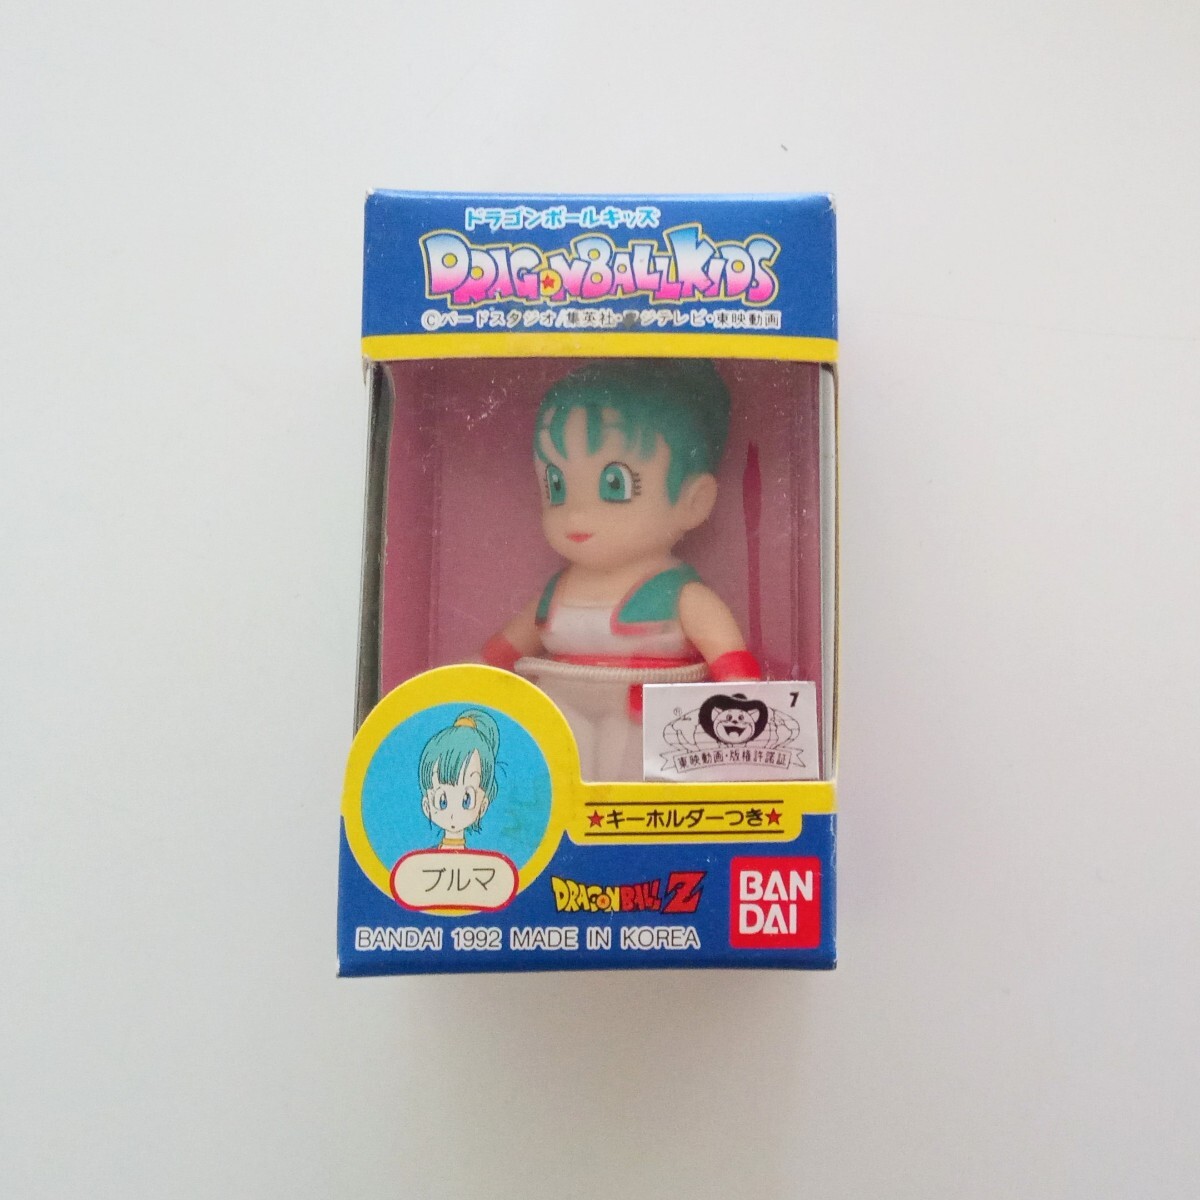 ドラゴンボールキッズ
DRAGONBALLKIDS
©バードスタジオ/集英社・フジテレビ・東映動画
7
東映動画・版権許諾証
★キーホルダーつき★
ブルマ
DRAGONBALL Z
BAN
DAI
BANDAI 1992 MADE IN KOREA